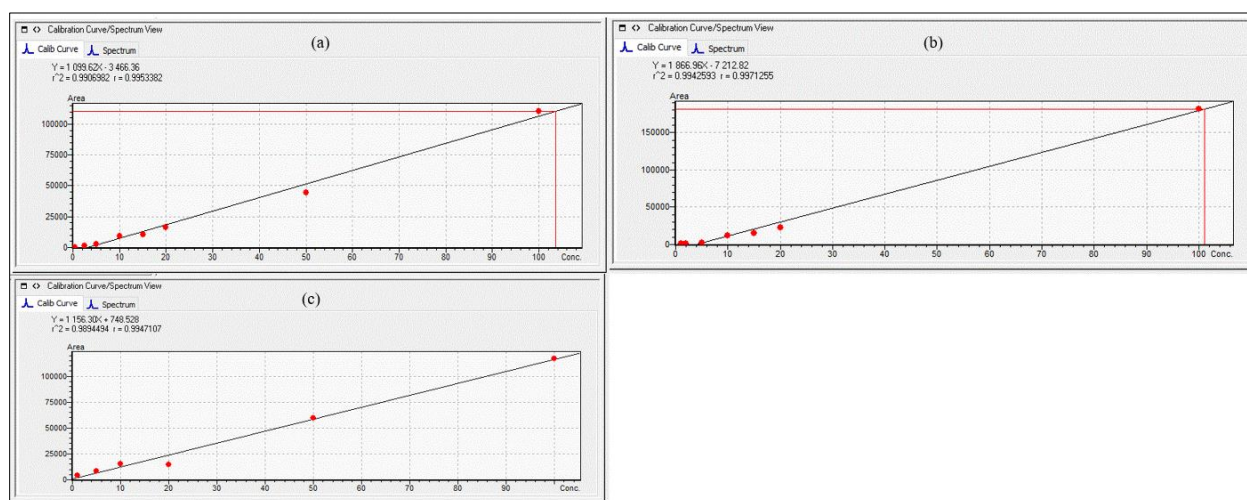 Calibration Curve/Spectrum View
Calib Curve Spectrum
(a)
Y = 1 099.62X - 3 466.36
r^2 = 0.9906982 r = 0.9953382
Area
100000
75000
50000
25000
0
0 10 20 30 40 50 60 70 80 90 100 Conc.
Calibration Curve/Spectrum View
Calib Curve Spectrum
(b)
Y = 1 866.96X - 7 212.82
r^2 = 0.9942593 r = 0.9971255
Area
150000
100000
50000
0
0 10 20 30 40 50 60 70 80 90 100 Conc.
Calibration Curve/Spectrum View
Calib Curve Spectrum
(c)
Y = 1 156.30X + 748.528
r^2 = 0.9894494 r = 0.9947107
Area
100000
75000
50000
25000
0
0 10 20 30 40 50 60 70 80 90 Conc.